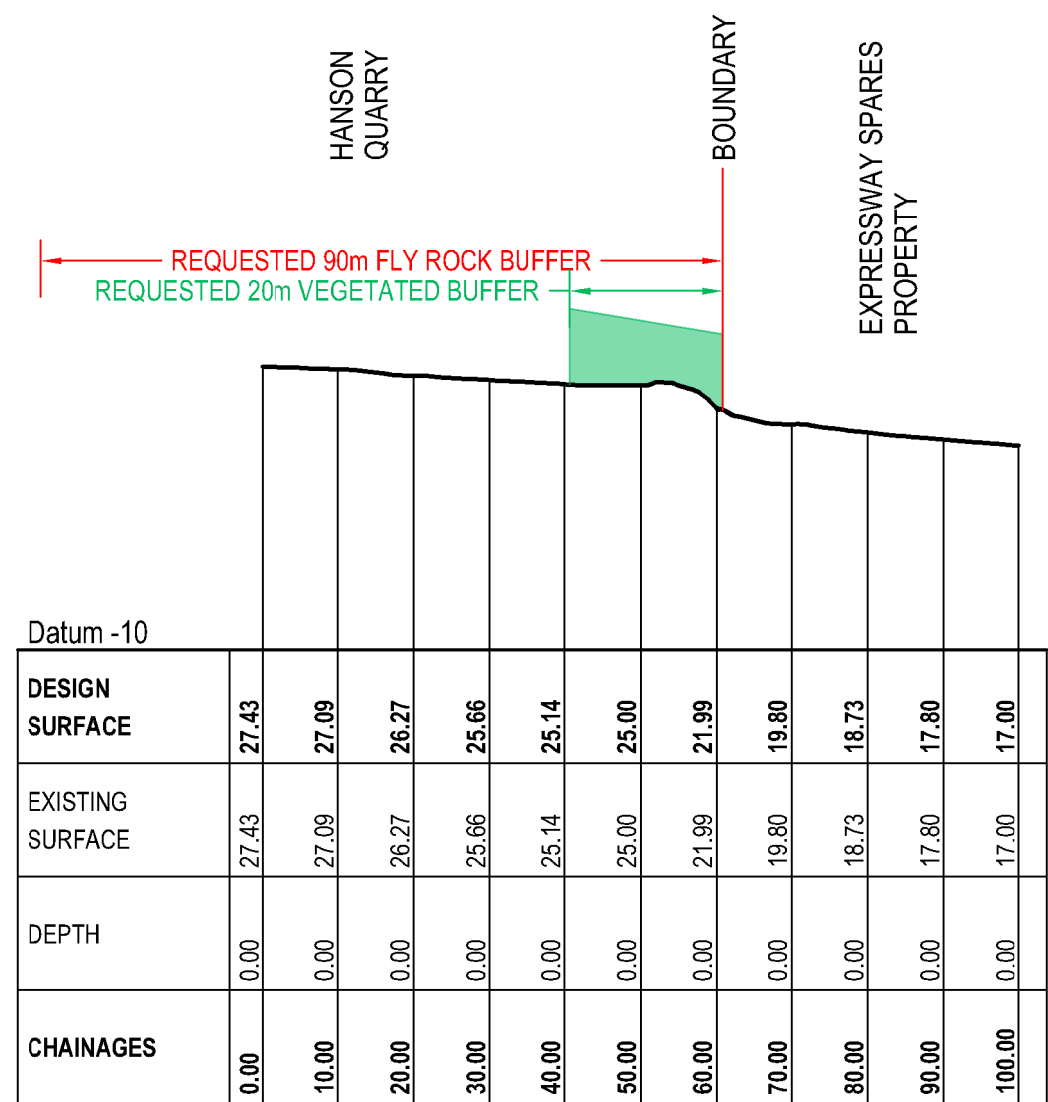 HANSON
QUARRY
BOUNDARY
EXPRESSWAY SPARES
PROPERTY
REQUESTED 90m FLY ROCK BUFFER
REQUESTED 20m VEGETATED BUFFER
Datum -10
DESIGN
SURFACE
27.43 27.09 26.27 25.66 25.14 25.00 21.99 19.80 18.73 17.80 17.00
EXISTING
SURFACE
27.43 27.09 26.27 25.66 25.14 25.00 21.99 19.80 18.73 17.80 17.00
DEPTH
0.00 0.00 0.00 0.00 0.00 0.00 0.00 0.00 0.00 0.00 0.00
CHAINAGES
0.00 10.00 20.00 30.00 40.00 50.00 60.00 70.00 80.00 90.00 100.00